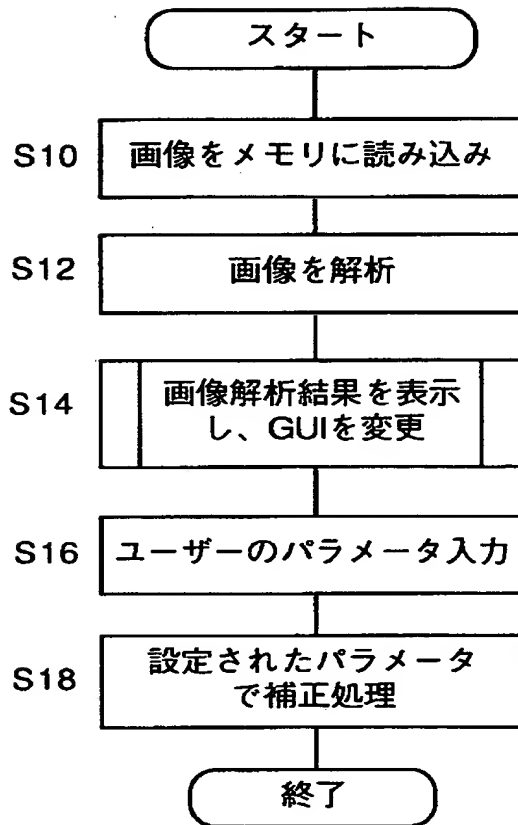 スタート
S10 画像をメモリに読み込み
S12 画像を解析
S14 画像解析結果を表示
し、GUIを変更
S16 ユーザーのパラメータ入力
S18 設定されたパラメータ
で補正処理
終了